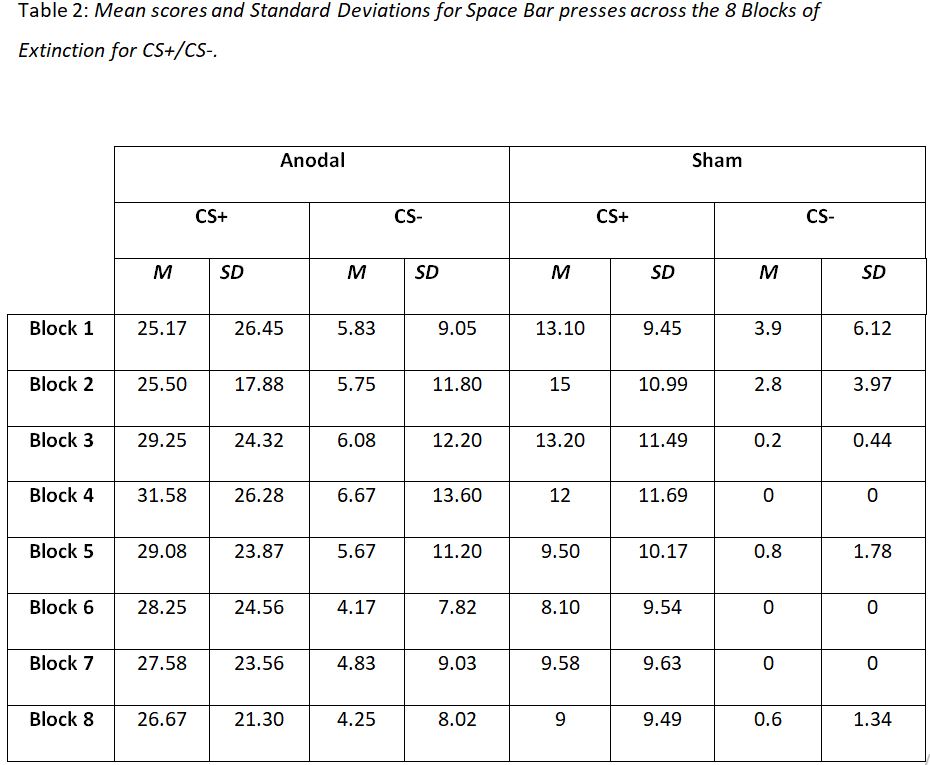 Table 2: Mean scores and Standard Deviations for Space Bar presses across the 8 Blocks of
Extinction for CS+/CS-.
Anodal Sham
CS+ CS- CS+ CS-
M SD M SD M SD M SD
Block 1 25.17 26.45 5.83 9.05 13.10 9.45 3.9 6.12
Block 2 25.50 17.88 5.75 11.80 15 10.99 2.8 3.97
Block 3 29.25 24.32 6.08 12.20 13.20 11.49 0.2 0.44
Block 4 31.58 26.28 6.67 13.60 12 11.69 0 0
Block 5 29.08 23.87 5.67 11.20 9.50 10.17 0.8 1.78
Block 6 28.25 24.56 4.17 7.82 8.10 9.54 0 0
Block 7 27.58 23.56 4.83 9.03 9.58 9.63 0 0
Block 8 26.67 21.30 4.25 8.02 9 9.49 0.6 1.34